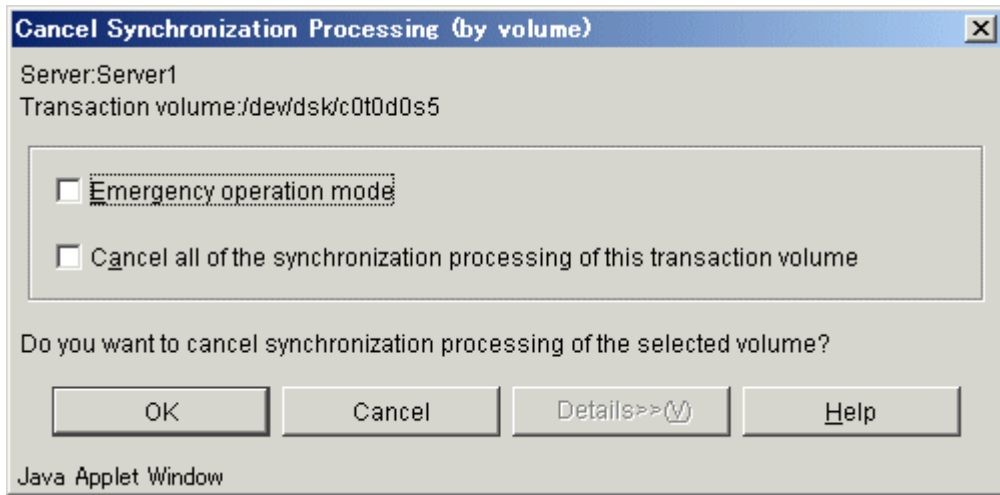 Cancel Synchronization Processing (by volume)
Server:Server1
Transaction volume:/dev/dsk/c0t0d0s5
Emergency operation mode
Cancel all of the synchronization processing of this transaction volume
Do you want to cancel synchronization processing of the selected volume?
OK Cancel Details>>(V) Help
Java Applet Window